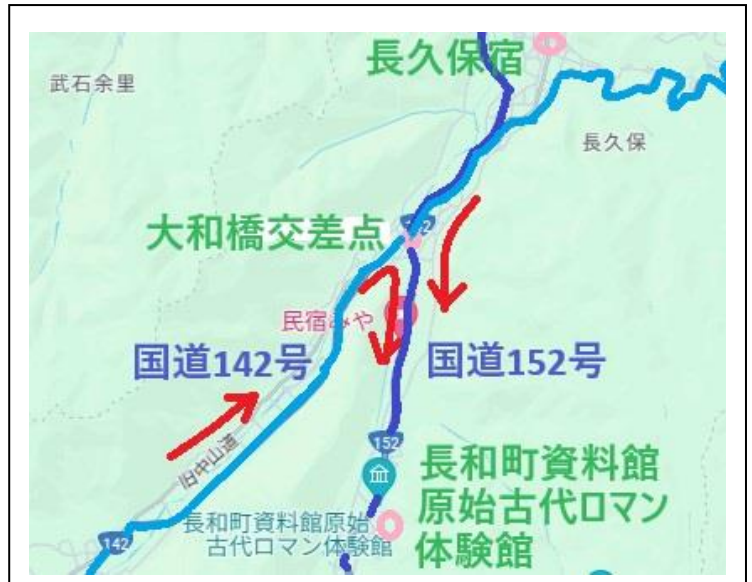 長久保宿
武石余里
長久保
大和橋交差点
民宿みや
国道142号
国道152号
旧中山道
152
長和町資料館
原始古代ロマン
体験館
長和町資料館原始
古代ロマン体験館
142